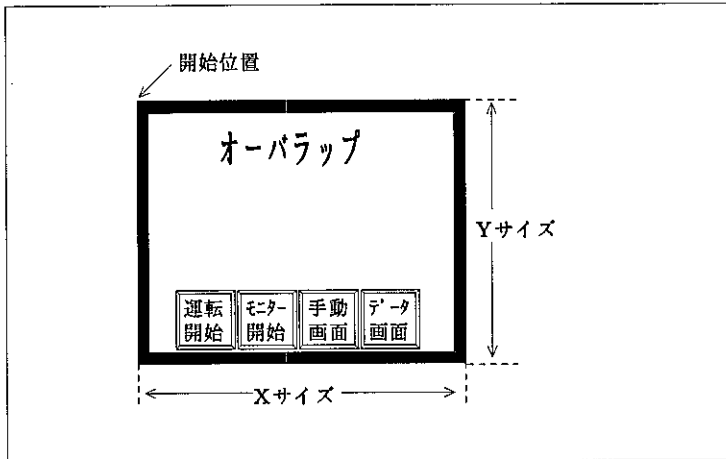 開始位置
オーバラップ
Yサイズ
運転
開始
モニター
開始
手動
画面
データ
画面
Xサイズ